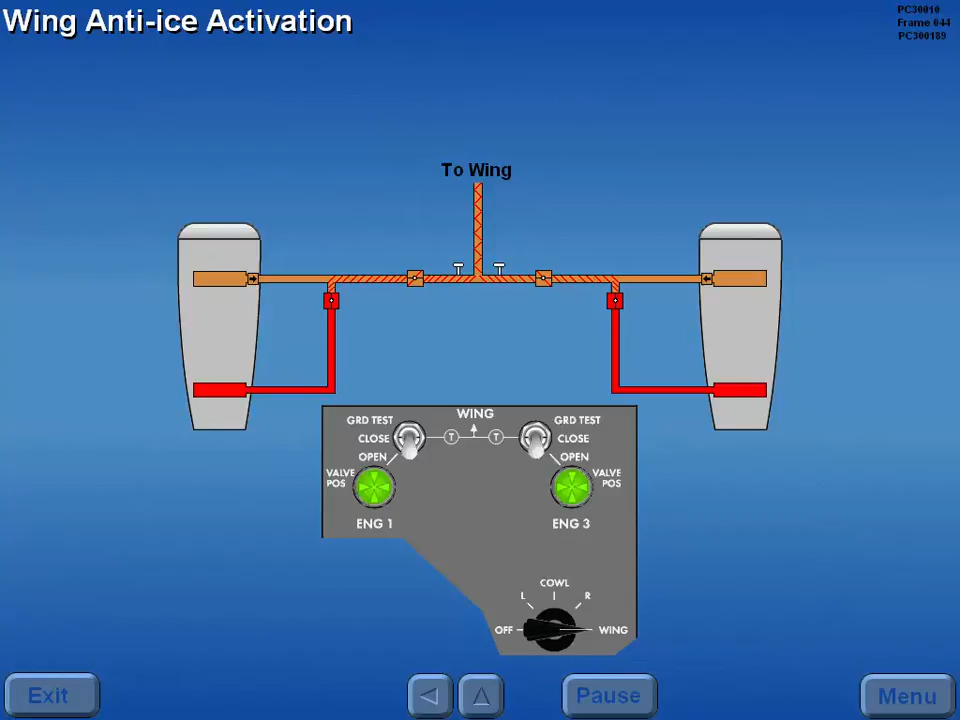 Wing Anti-ice Activation
PC30010
Frame 044
PC300189
To Wing
WING
GRD TEST
GRD TEST
CLOSE
T
T
CLOSE
OPEN
OPEN
VALVE
POS
VALVE
POS
ENG 1
ENG 3
COWL
L
R
OFF
WING
Exit
Pause
Menu